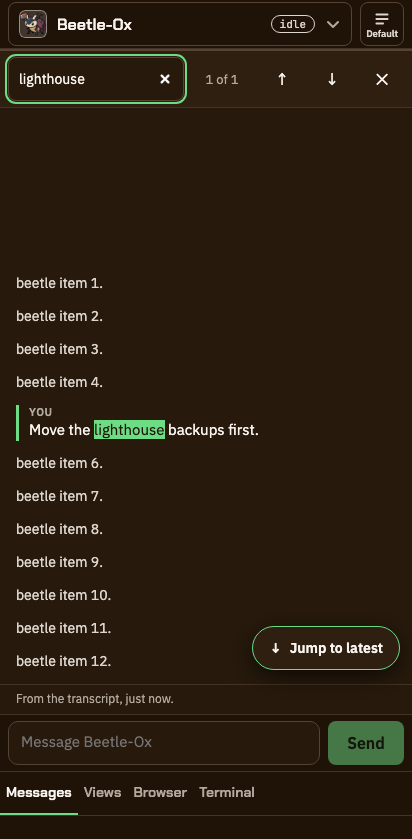 Beetle-Ox
idle
Default
lighthouse
1 of 1
beetle item 1.
beetle item 2.
beetle item 3.
beetle item 4.
YOU
Move the lighthouse backups first.
beetle item 6.
beetle item 7.
beetle item 8.
beetle item 9.
beetle item 10.
beetle item 11.
beetle item 12.
Jump to latest
From the transcript, just now.
Message Beetle-Ox
Send
Messages Views Browser Terminal